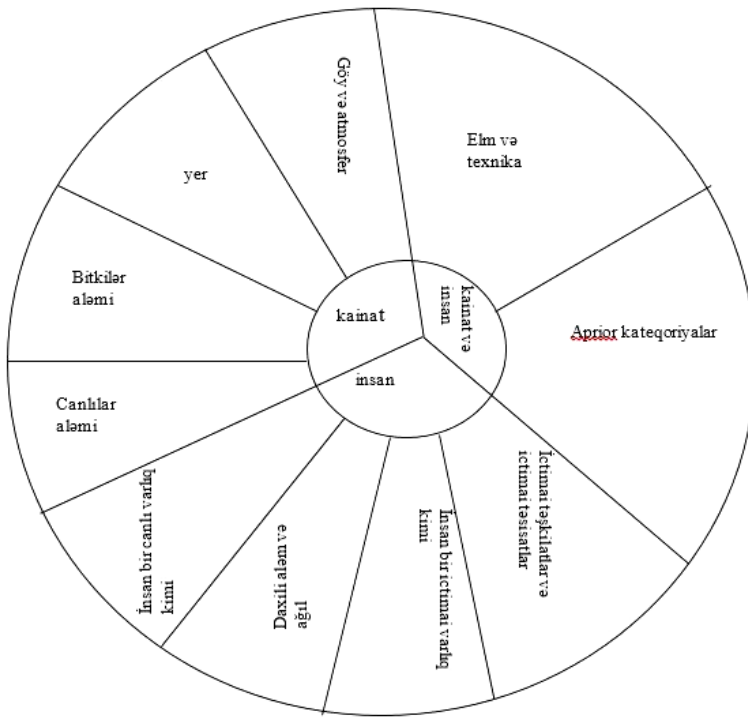 Göy və atmosfer
Elm və
texnika
yer
Bitkilər
aləmi
kainat
kainat və
insan
Aprior kateqoriyalar
insan
Canlılar
aləmi
İnsan bir canlı varlıq
kimi
Daxili aləm və
ağıl
İnsan bir ictimai varlıq
kimi
İctimai təşkilatlar və
ictimai təsisatlar